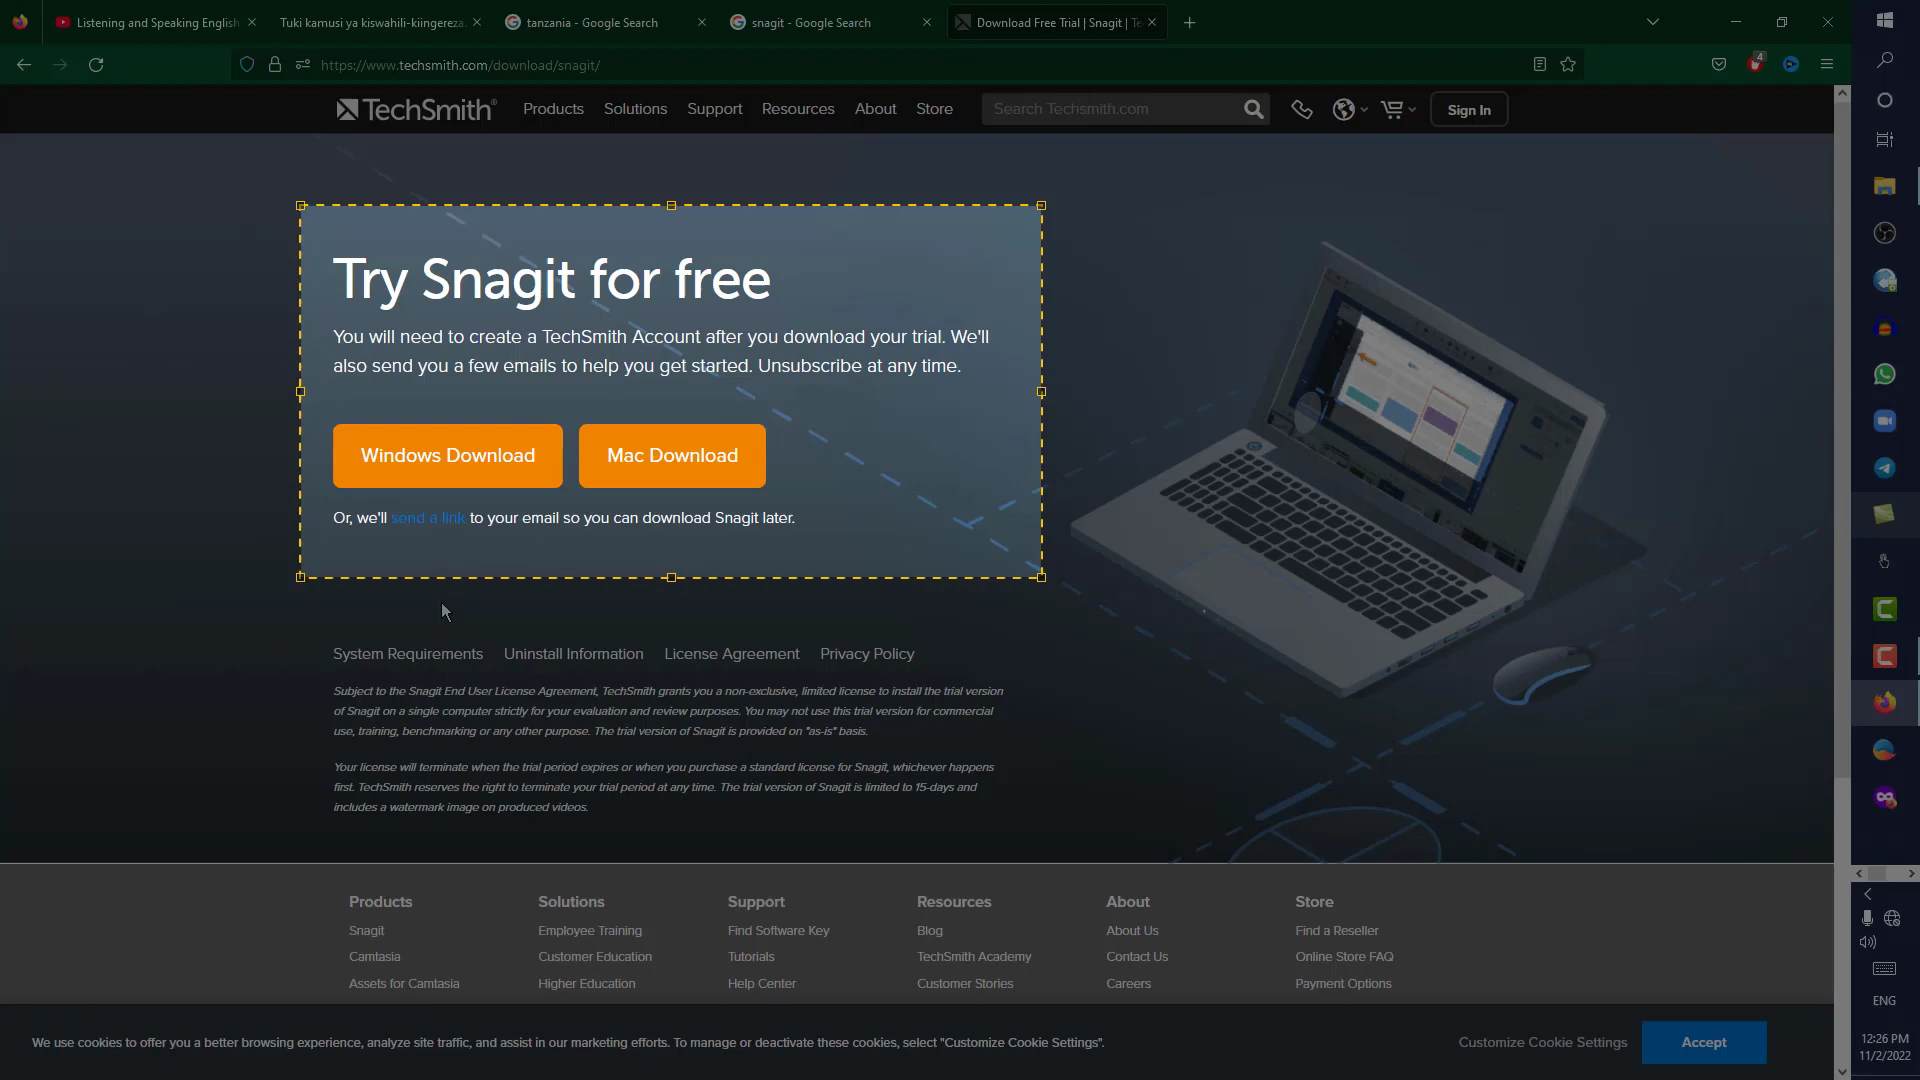 Listening and Speaking English
Tuki kamusi ya kiswahili-kiingereza.
tanzania - Google Search
snagit - Google Search
Download Free Trial | Snagit | Te
https://www.techsmith.com/download/snagit/
4
TechSmith®
Products
Solutions
Support
Resources
About
Store
Search Techsmith.com
Sign In
Try Snagit for free
You will need to create a TechSmith Account after you download your trial. We'll
also send you a few emails to help you get started. Unsubscribe at any time.
Windows Download
Mac Download
Or, we'll send a link to your email so you can download Snagit later.
System Requirements
Uninstall Information
License Agreement
Privacy Policy
Subject to the Snagit End User License Agreement, TechSmith grants you a non-exclusive, limited license to install the trial version
of Snagit on a single computer strictly for your evaluation and review purposes. You may not use this trial version for commercial
use, training, benchmarking or any other purpose. The trial version of Snagit is provided on "as-is" basis.
Your license will terminate when the trial period expires or when you purchase a standard license for Snagit, whichever happens
first. TechSmith reserves the right to terminate your trial period at any time. The trial version of Snagit is limited to 15-days and
includes a watermark image on produced videos.
Products
Snagit
Camtasia
Assets for Camtasia
Solutions
Employee Training
Customer Education
Higher Education
Support
Find Software Key
Tutorials
Help Center
Resources
Blog
TechSmith Academy
Customer Stories
About
About Us
Contact Us
Careers
Store
Find a Reseller
Online Store FAQ
Payment Options
We use cookies to offer you a better browsing experience, analyze site traffic, and assist in our marketing efforts. To manage or deactivate these cookies, select "Customize Cookie Settings".
Customize Cookie Settings
Accept
ENG
12:26 PM
11/2/2022